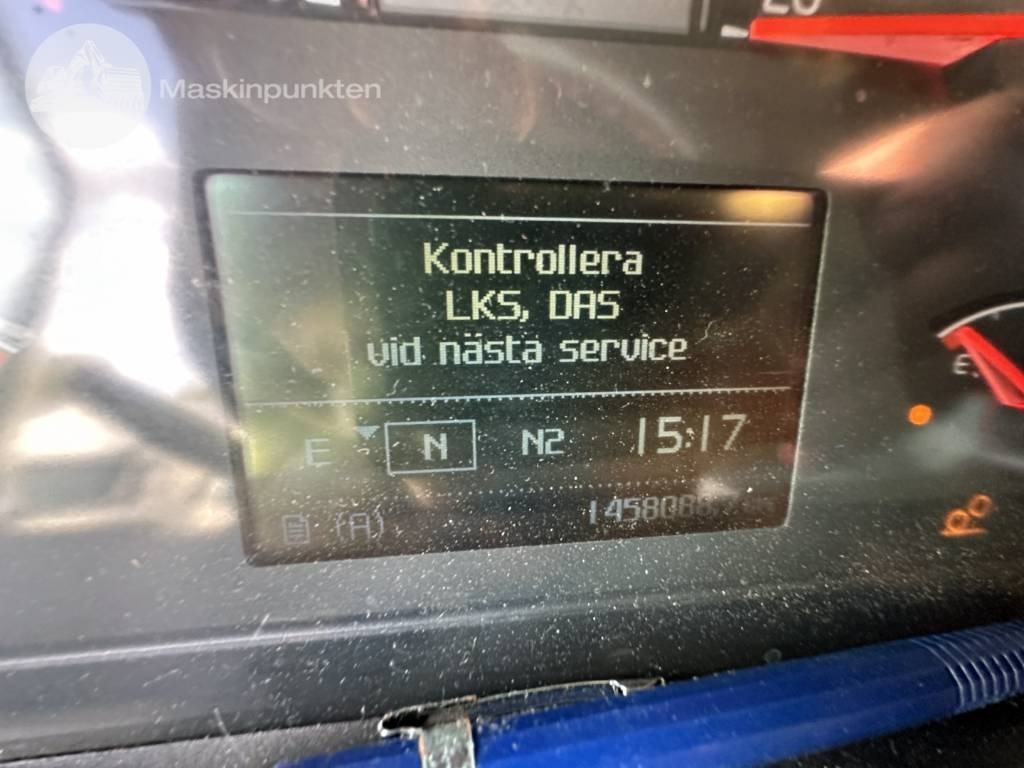 Maskinpunkten
Kontrollera
LKS, DAS
vid nästa service
E N N2 15:17
(A)
E